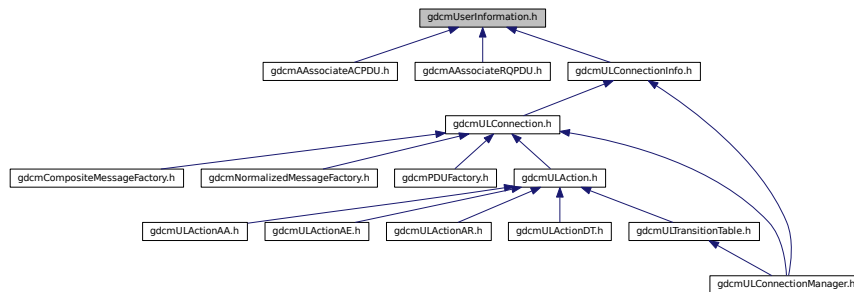 gdcmUserInformation.h
gdcmAAssociateACPDU.h
gdcmAAssociateRQPDU.h
gdcmULConnectionInfo.h
gdcmULConnection.h
gdcmCompositeMessageFactory.h
gdcmNormalizedMessageFactory.h
gdcmPDUFactory.h
gdcmULAction.h
gdcmULActionAA.h
gdcmULActionAE.h
gdcmULActionAR.h
gdcmULActionDT.h
gdcmULTransitionTable.h
gdcmULConnectionManager.h